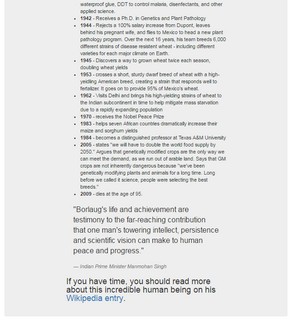 waterproof glue, DDT to control malaria, disenfectants, and other
applied science.
• 1942 - Receives a Ph.D. in Genetics and Plant Pathology
• 1944 - Rejects a 100% salary increase from Dupont, leaves
behind his pregnant wife, and flies to Mexico to head a new plant
pathology program. Over the next 16 years, his team breeds 6,000
different strains of disease resistent wheat - including different
varieties for each major climate on Earth.
• 1945 - Discovers a way to grown wheat twice each season,
doubling wheat yields
• 1953 - crosses a short, sturdy dwarf breed of wheat with a high-
yielding American breed, creating a strain that responds well to
fertalizer. It goes on to provide 95% of Mexico's wheat.
• 1962 - Visits Delhi and brings his high-yielding strains of wheat to
the Indian subcontinent in time to help mitigate mass starvation
due to a rapidly expanding population
• 1970 - receives the Nobel Peace Prize
• 1983 - helps seven African countries dramatically increase their
maize and sorghum yields
• 1984 - becomes a distinguished professor at Texas A&M University
• 2005 - states "we will have to double the world food supply by
2050." Argues that genetically modified crops are the only way we
can meet the demand, as we run out of arable land. Says that GM
crops are not inherently dangerous because "we've been
genetically modifying plants and animals for a long time. Long
before we called it science, people were selecting the best
breeds."
• 2009 - dies at the age of 95.
"Borlaug's life and achievement are
testimony to the far-reaching contribution
that one man's towering intellect, persistence
and scientific vision can make to human
peace and progress."
— Indian Prime Minister Manmohan Singh
If you have time, you should read more
about this incredible human being on his
Wikipedia entry.